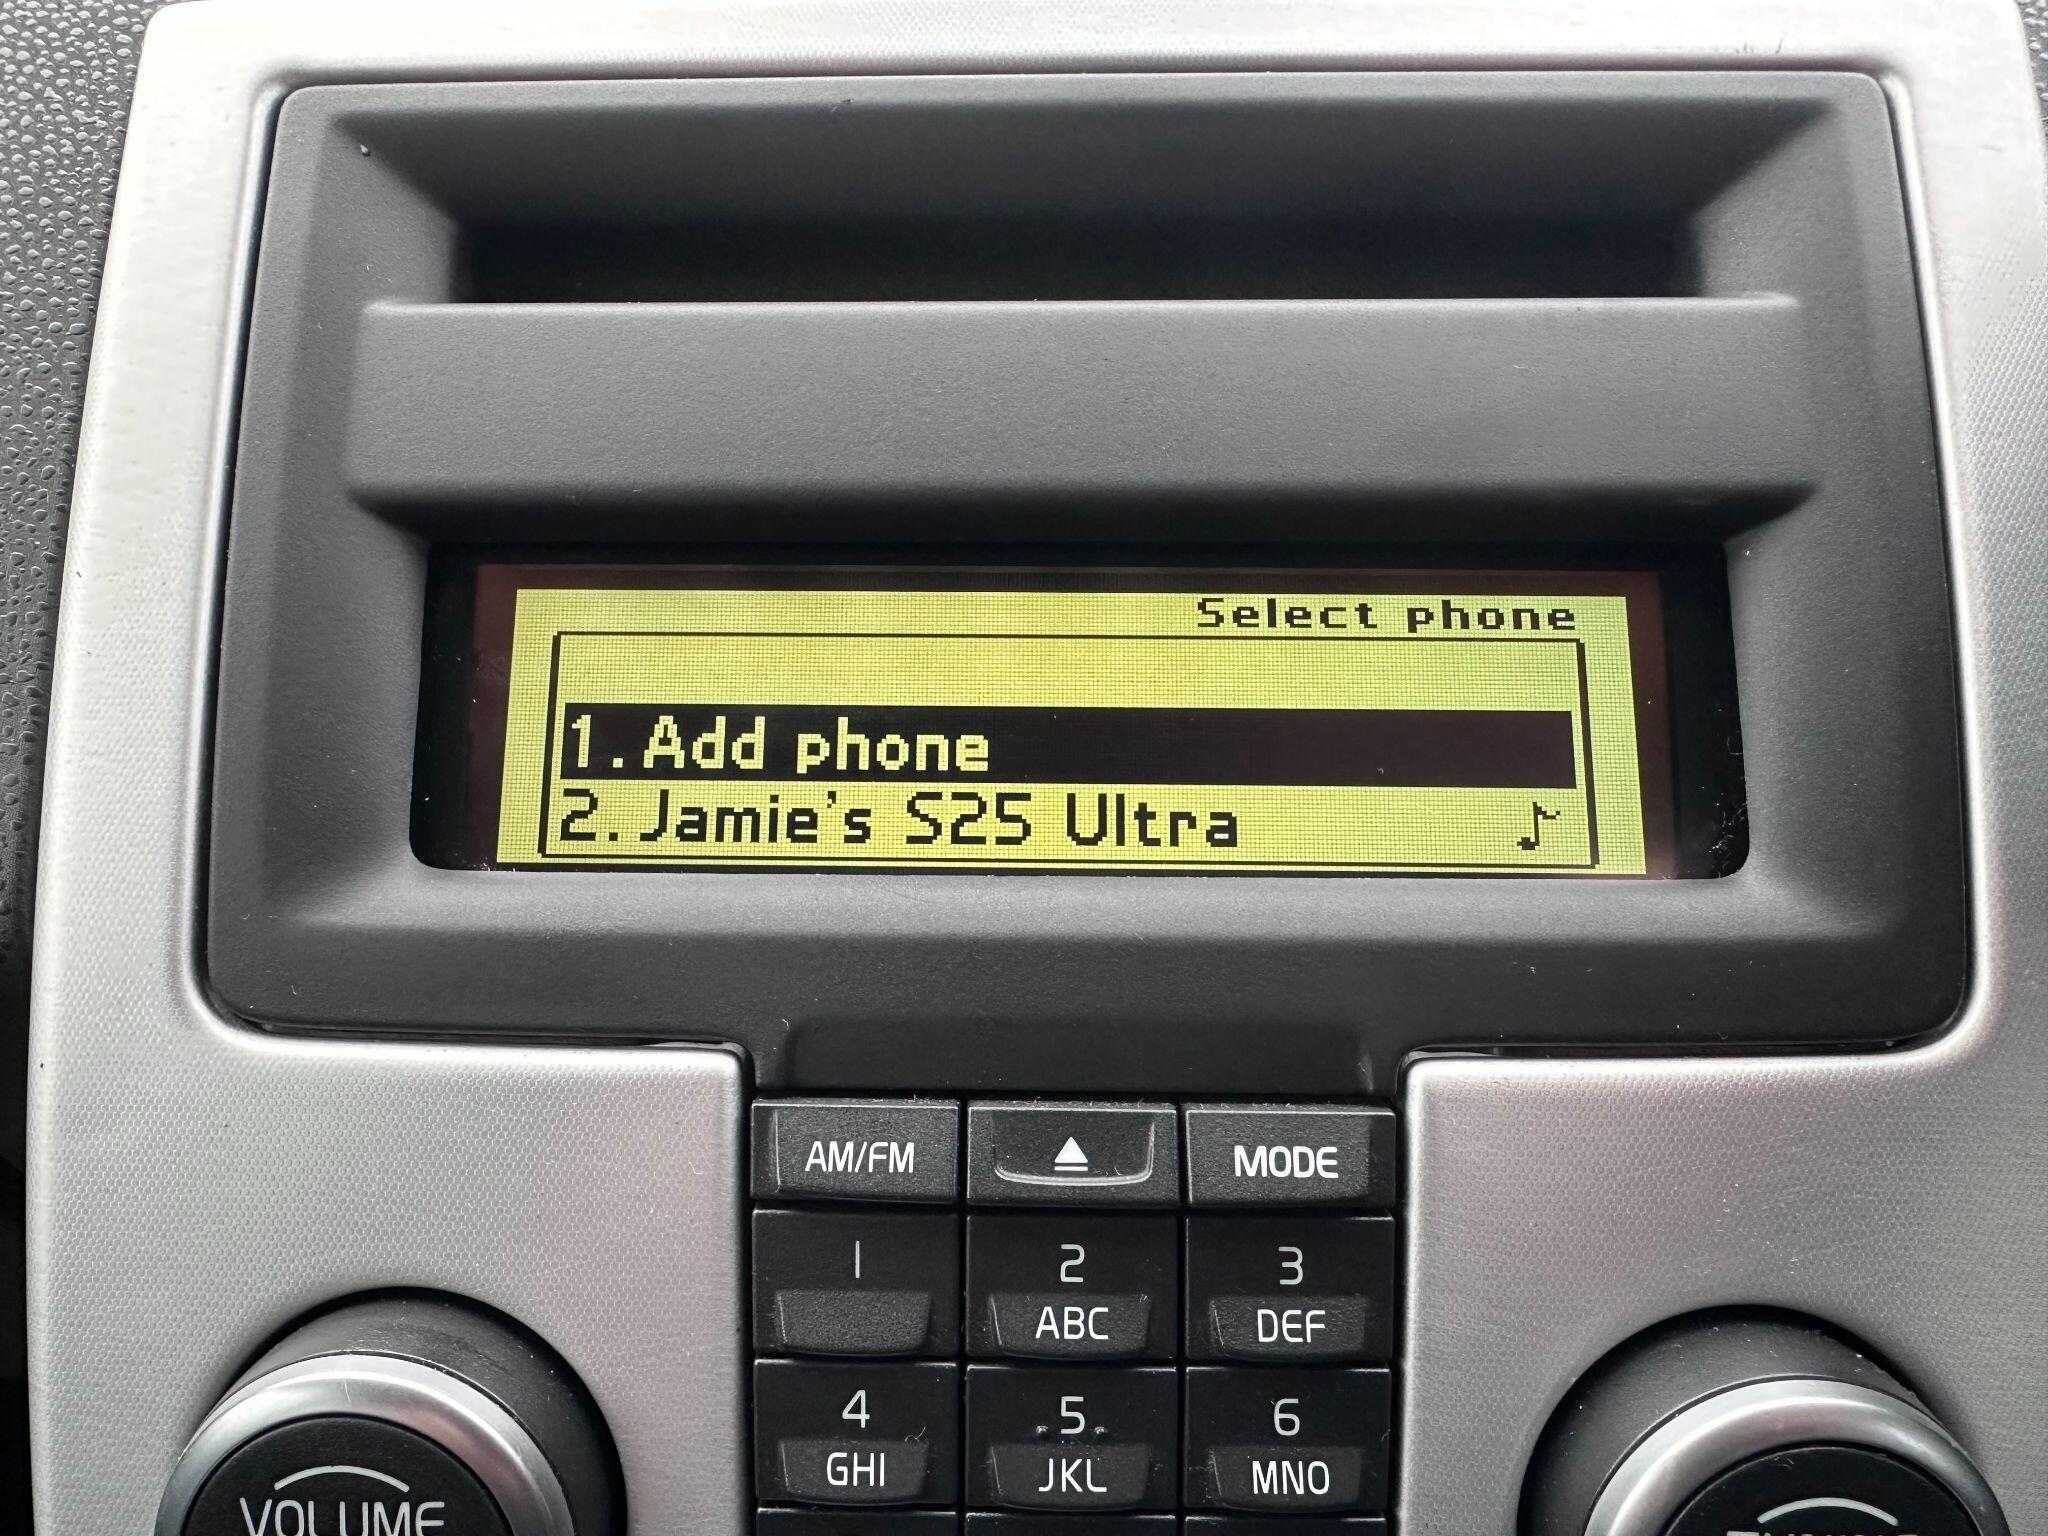 Select phone
1. Add phone
2. Jamie's S25 Ultra
AM/FM
MODE
1
2
3
ABC
DEF
4
5
6
GHI
JKL
MNO
VOLUME